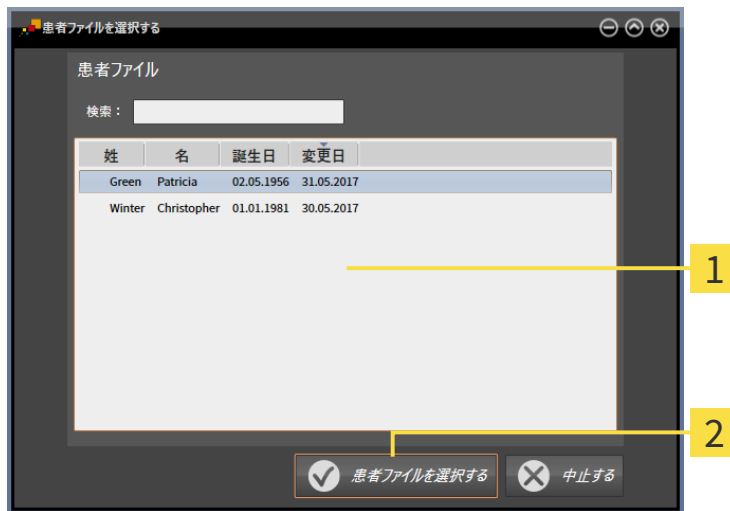 患者ファイルを選択する
患者ファイル
検索：
姓 名 誕生日 変更日
Green Patricia 02.05.1956 31.05.2017
Winter Christopher 01.01.1981 30.05.2017
1
2
患者ファイルを選択する 中止する